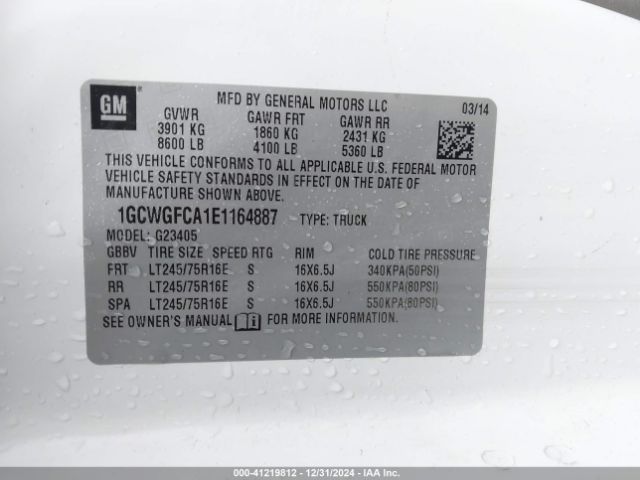 GM
MFD BY GENERAL MOTORS LLC 03/14
GVWR GAWR FRT GAWR RR
3901 KG 1860 KG 2431 KG
8600 LB 4100 LB 5360 LB
THIS VEHICLE CONFORMS TO ALL APPLICABLE U.S. FEDERAL MOTOR
VEHICLE SAFETY STANDARDS IN EFFECT ON THE DATE OF
MANUFACTURE SHOWN ABOVE.
1GCWGFCA1E1164887 TYPE: TRUCK
MODEL: G23405
GBBV TIRE SIZE SPEED RTG RIM COLD TIRE PRESSURE
FRT LT245/75R16E S 16X6.5J 340KPA(50PSI)
RR LT245/75R16E S 16X6.5J 550KPA(80PSI)
SPA LT245/75R16E S 16X6.5J 550KPA(80PSI)
SEE OWNER'S MANUAL FOR MORE INFORMATION.
000-41219812 - 12/31/2024 - IAA Inc.